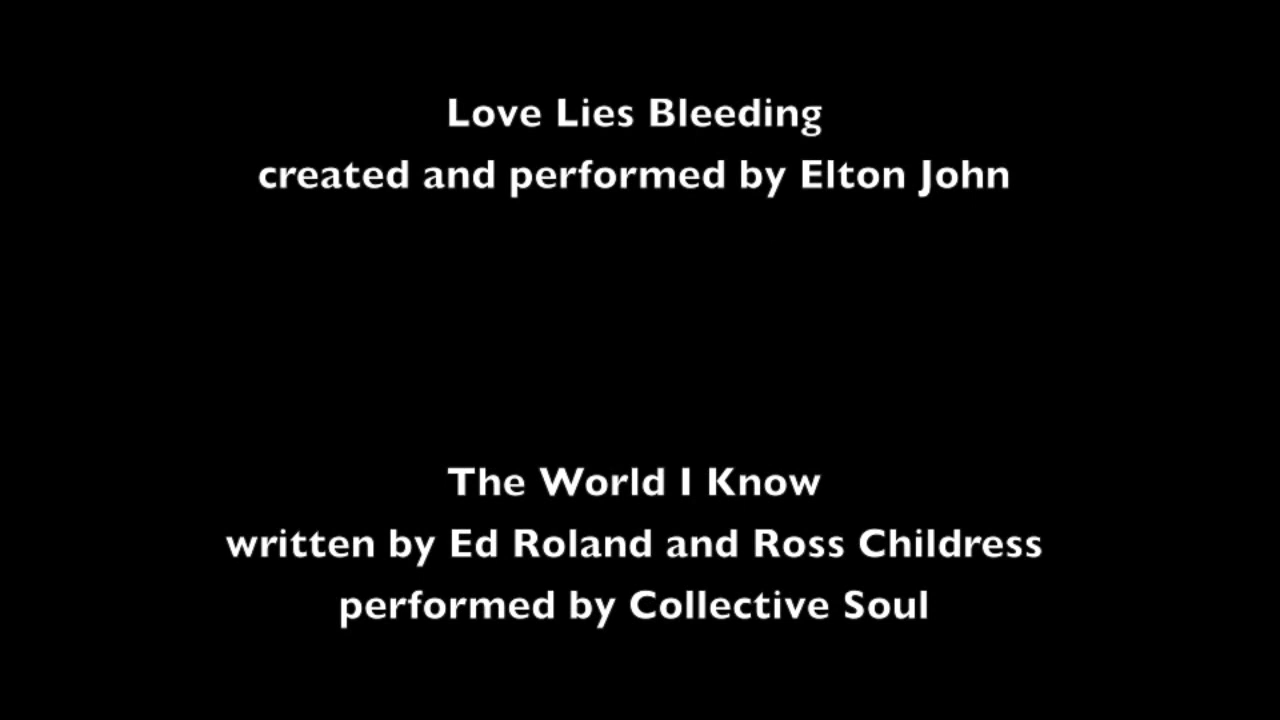 Love Lies Bleeding
created and performed by Elton John
The World I Know
written by Ed Roland and Ross Childress
performed by Collective Soul